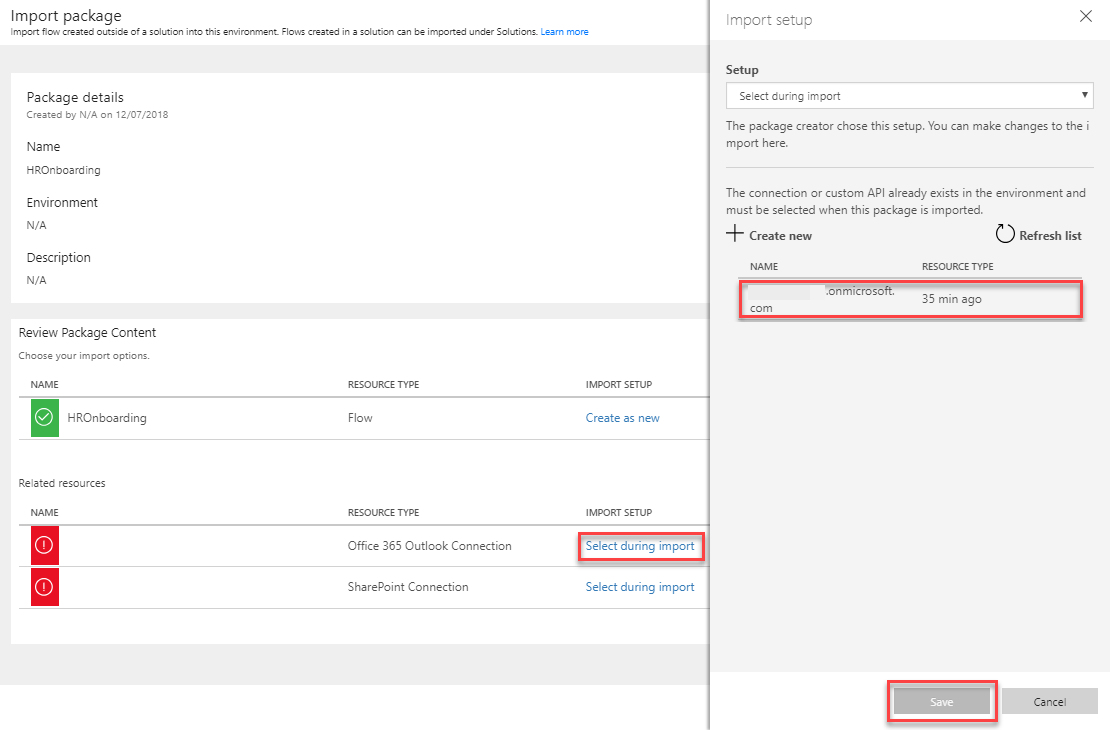 Import package
Import flow created outside of a solution into this environment. Flows created in a solution can be imported under Solutions. Learn more
Package details
Created by N/A on 12/07/2018
Name
HROnboarding
Environment
N/A
Description
N/A
Review Package Content
Choose your import options.
NAME RESOURCE TYPE IMPORT SETUP
HROnboarding Flow Create as new
Related resources
NAME RESOURCE TYPE IMPORT SETUP
Office 365 Outlook Connection Select during import
SharePoint Connection Select during import
Import setup
Setup
Select during import
The package creator chose this setup. You can make changes to the i
mport here.
The connection or custom API already exists in the environment and
must be selected when this package is imported.
Create new Refresh list
NAME RESOURCE TYPE
.onmicrosoft. 35 min ago
com
Save Cancel